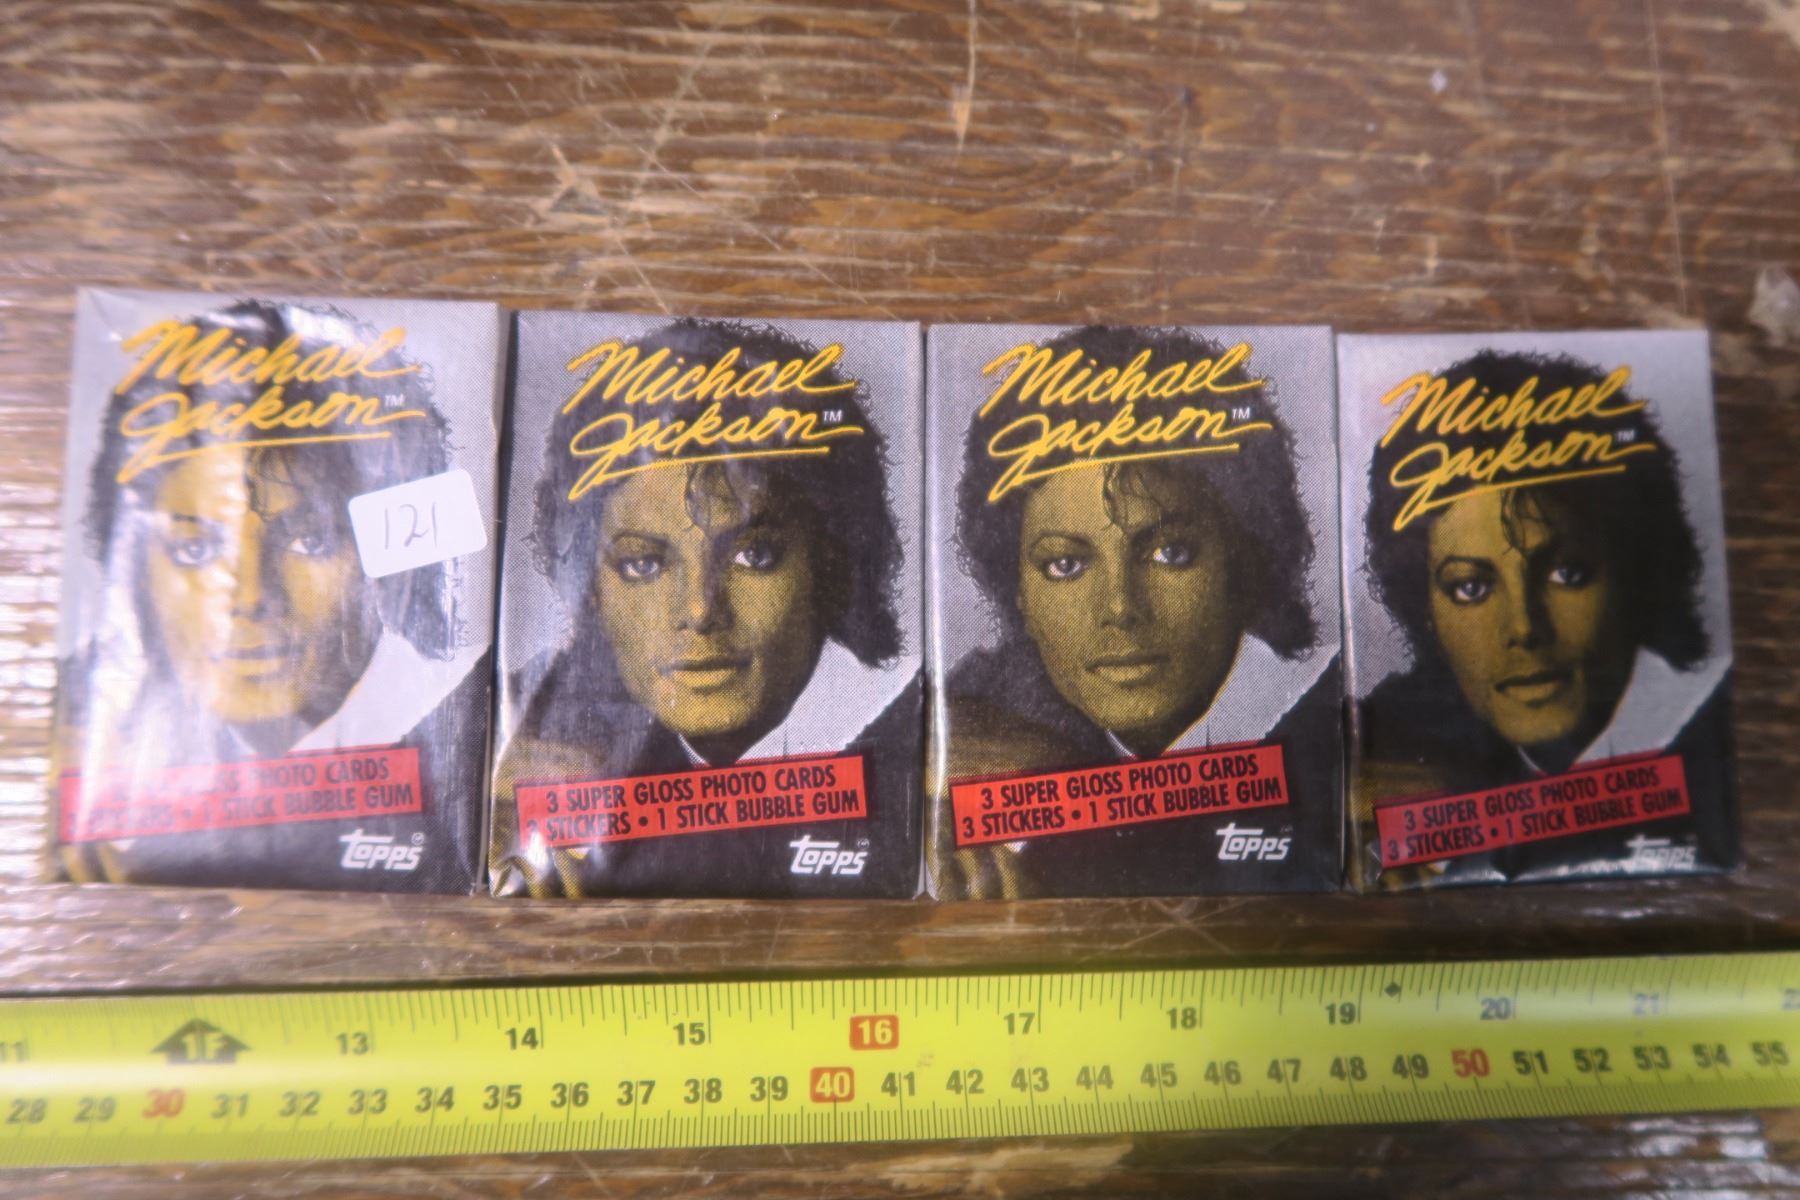 Michael
Jackson™
121
PHOTO CARDS
• 1 STICK BUBBLE GUM
topps
Michael
Jackson™
3 SUPER GLOSS PHOTO CARDS
3 STICKERS • 1 STICK BUBBLE GUM
topps
Michael
Jackson™
3 SUPER GLOSS PHOTO CARDS
3 STICKERS • 1 STICK BUBBLE GUM
topps
Michael
Jackson™
3 SUPER GLOSS PHOTO CARDS
3 STICKERS • 1 STICK BUBBLE GUM
topps
11 1F 13 14 15 16 17 18 19 20 21
28 29 30 31 32 33 34 35 36 37 38 39 40 41 42 43 44 45 46 47 48 49 50 51 52 53 54 55